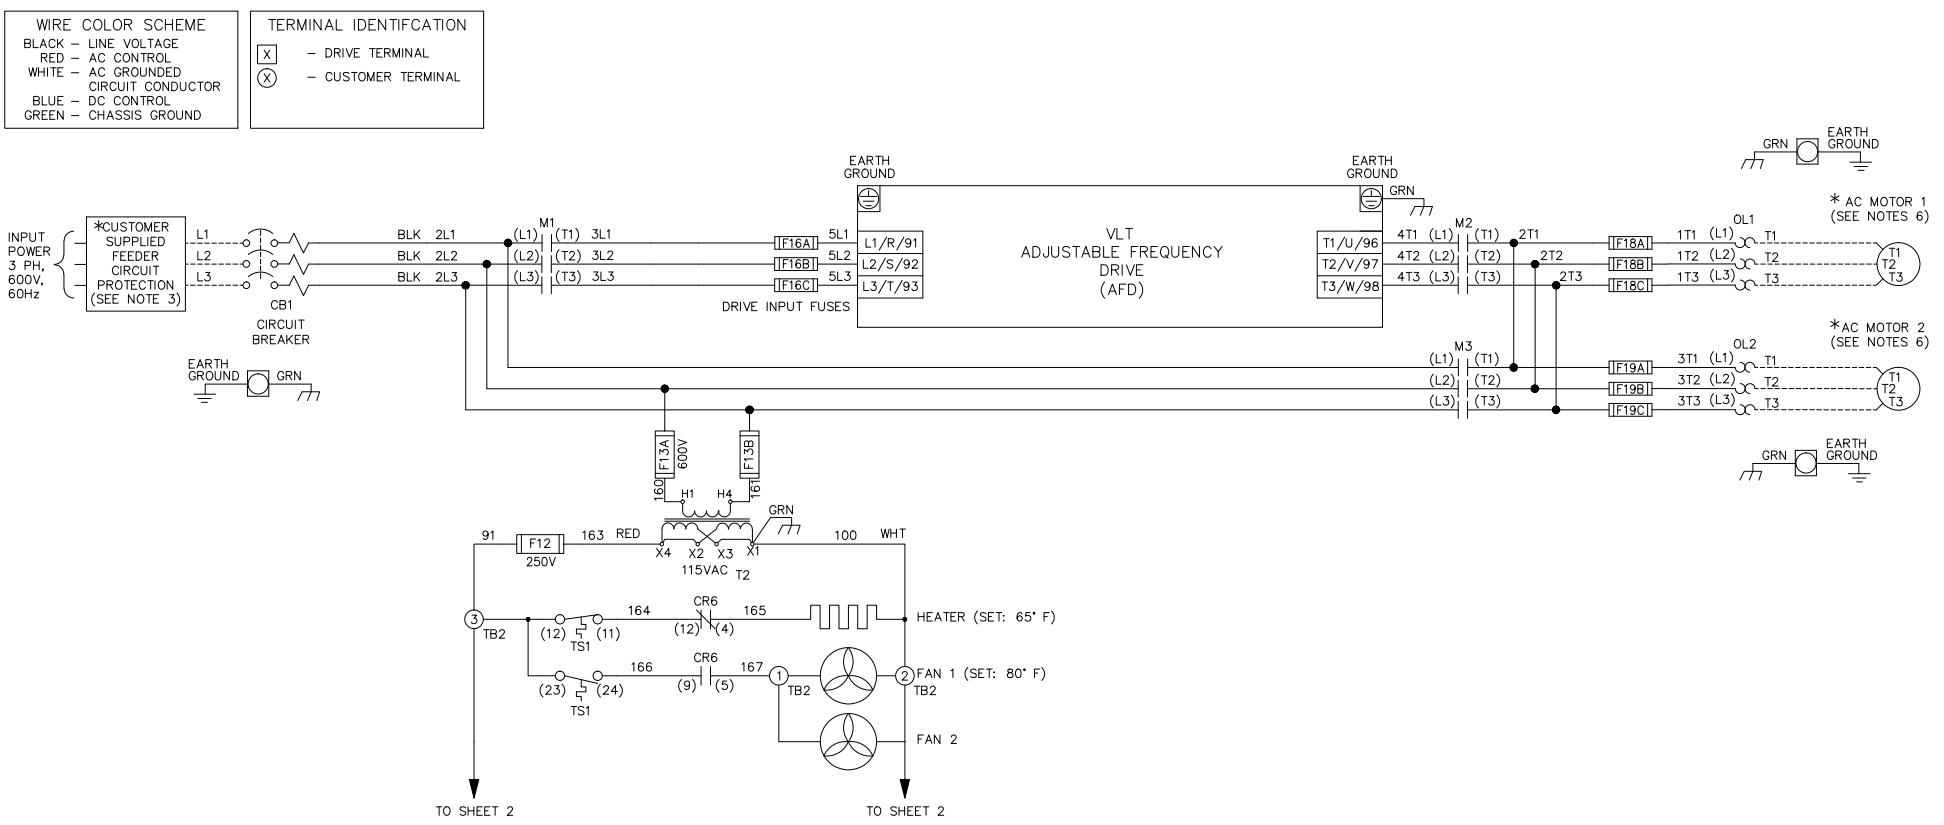 WIRE COLOR SCHEME
BLACK – LINE VOLTAGE
RED – AC CONTROL
WHITE – AC GROUNDED
CIRCUIT CONDUCTOR
BLUE – DC CONTROL
GREEN – CHASSIS GROUND
TERMINAL IDENTIFCATION
X – DRIVE TERMINAL
X – CUSTOMER TERMINAL
INPUT
POWER
3 PH,
600V,
60Hz
*CUSTOMER
SUPPLIED
FEEDER
CIRCUIT
PROTECTION
(SEE NOTE 3)
L1
L2
L3
CB1
CIRCUIT
BREAKER
EARTH
GROUND
GRN
BLK 2L1
BLK 2L2
BLK 2L3
M1
(L1) (T1) 3L1
(L2) (T2) 3L2
(L3) (T3) 3L3
F16A
F16B
F16C
DRIVE INPUT FUSES
5L1
5L2
5L3
EARTH
GROUND
L1/R/91
L2/S/92
L3/T/93
VLT
ADJUSTABLE FREQUENCY
DRIVE
(AFD)
EARTH
GROUND
GRN
T1/U/96
T2/V/97
T3/W/98
M2
4T1 (L1) (T1) 2T1
4T2 (L2) (T2) 2T2
4T3 (L3) (T3) 2T3
F18A
F18B
F18C
OL1
1T1 (L1) T1
1T2 (L2) T2
1T3 (L3) T3
GRN
EARTH
GROUND
* AC MOTOR 1
(SEE NOTES 6)
T1
T2
T3
M3
(L1) (T1)
(L2) (T2)
(L3) (T3)
F19A
F19B
F19C
OL2
3T1 (L1) T1
3T2 (L2) T2
3T3 (L3) T3
*AC MOTOR 2
(SEE NOTES 6)
T1
T2
T3
GRN
EARTH
GROUND
F13A
600V
F13B
160
161
H1 H4
GRN
91
F12
250V
163 RED
X4 X2 X3 X1
115VAC T2
100 WHT
3
TB2
(12) (11)
TS1
164
CR6
(12) (4)
165
HEATER (SET: 65° F)
(23) (24)
TS1
166
CR6
(9) (5)
167
1
TB2
2
TB2
FAN 1 (SET: 80° F)
FAN 2
TO SHEET 2
TO SHEET 2